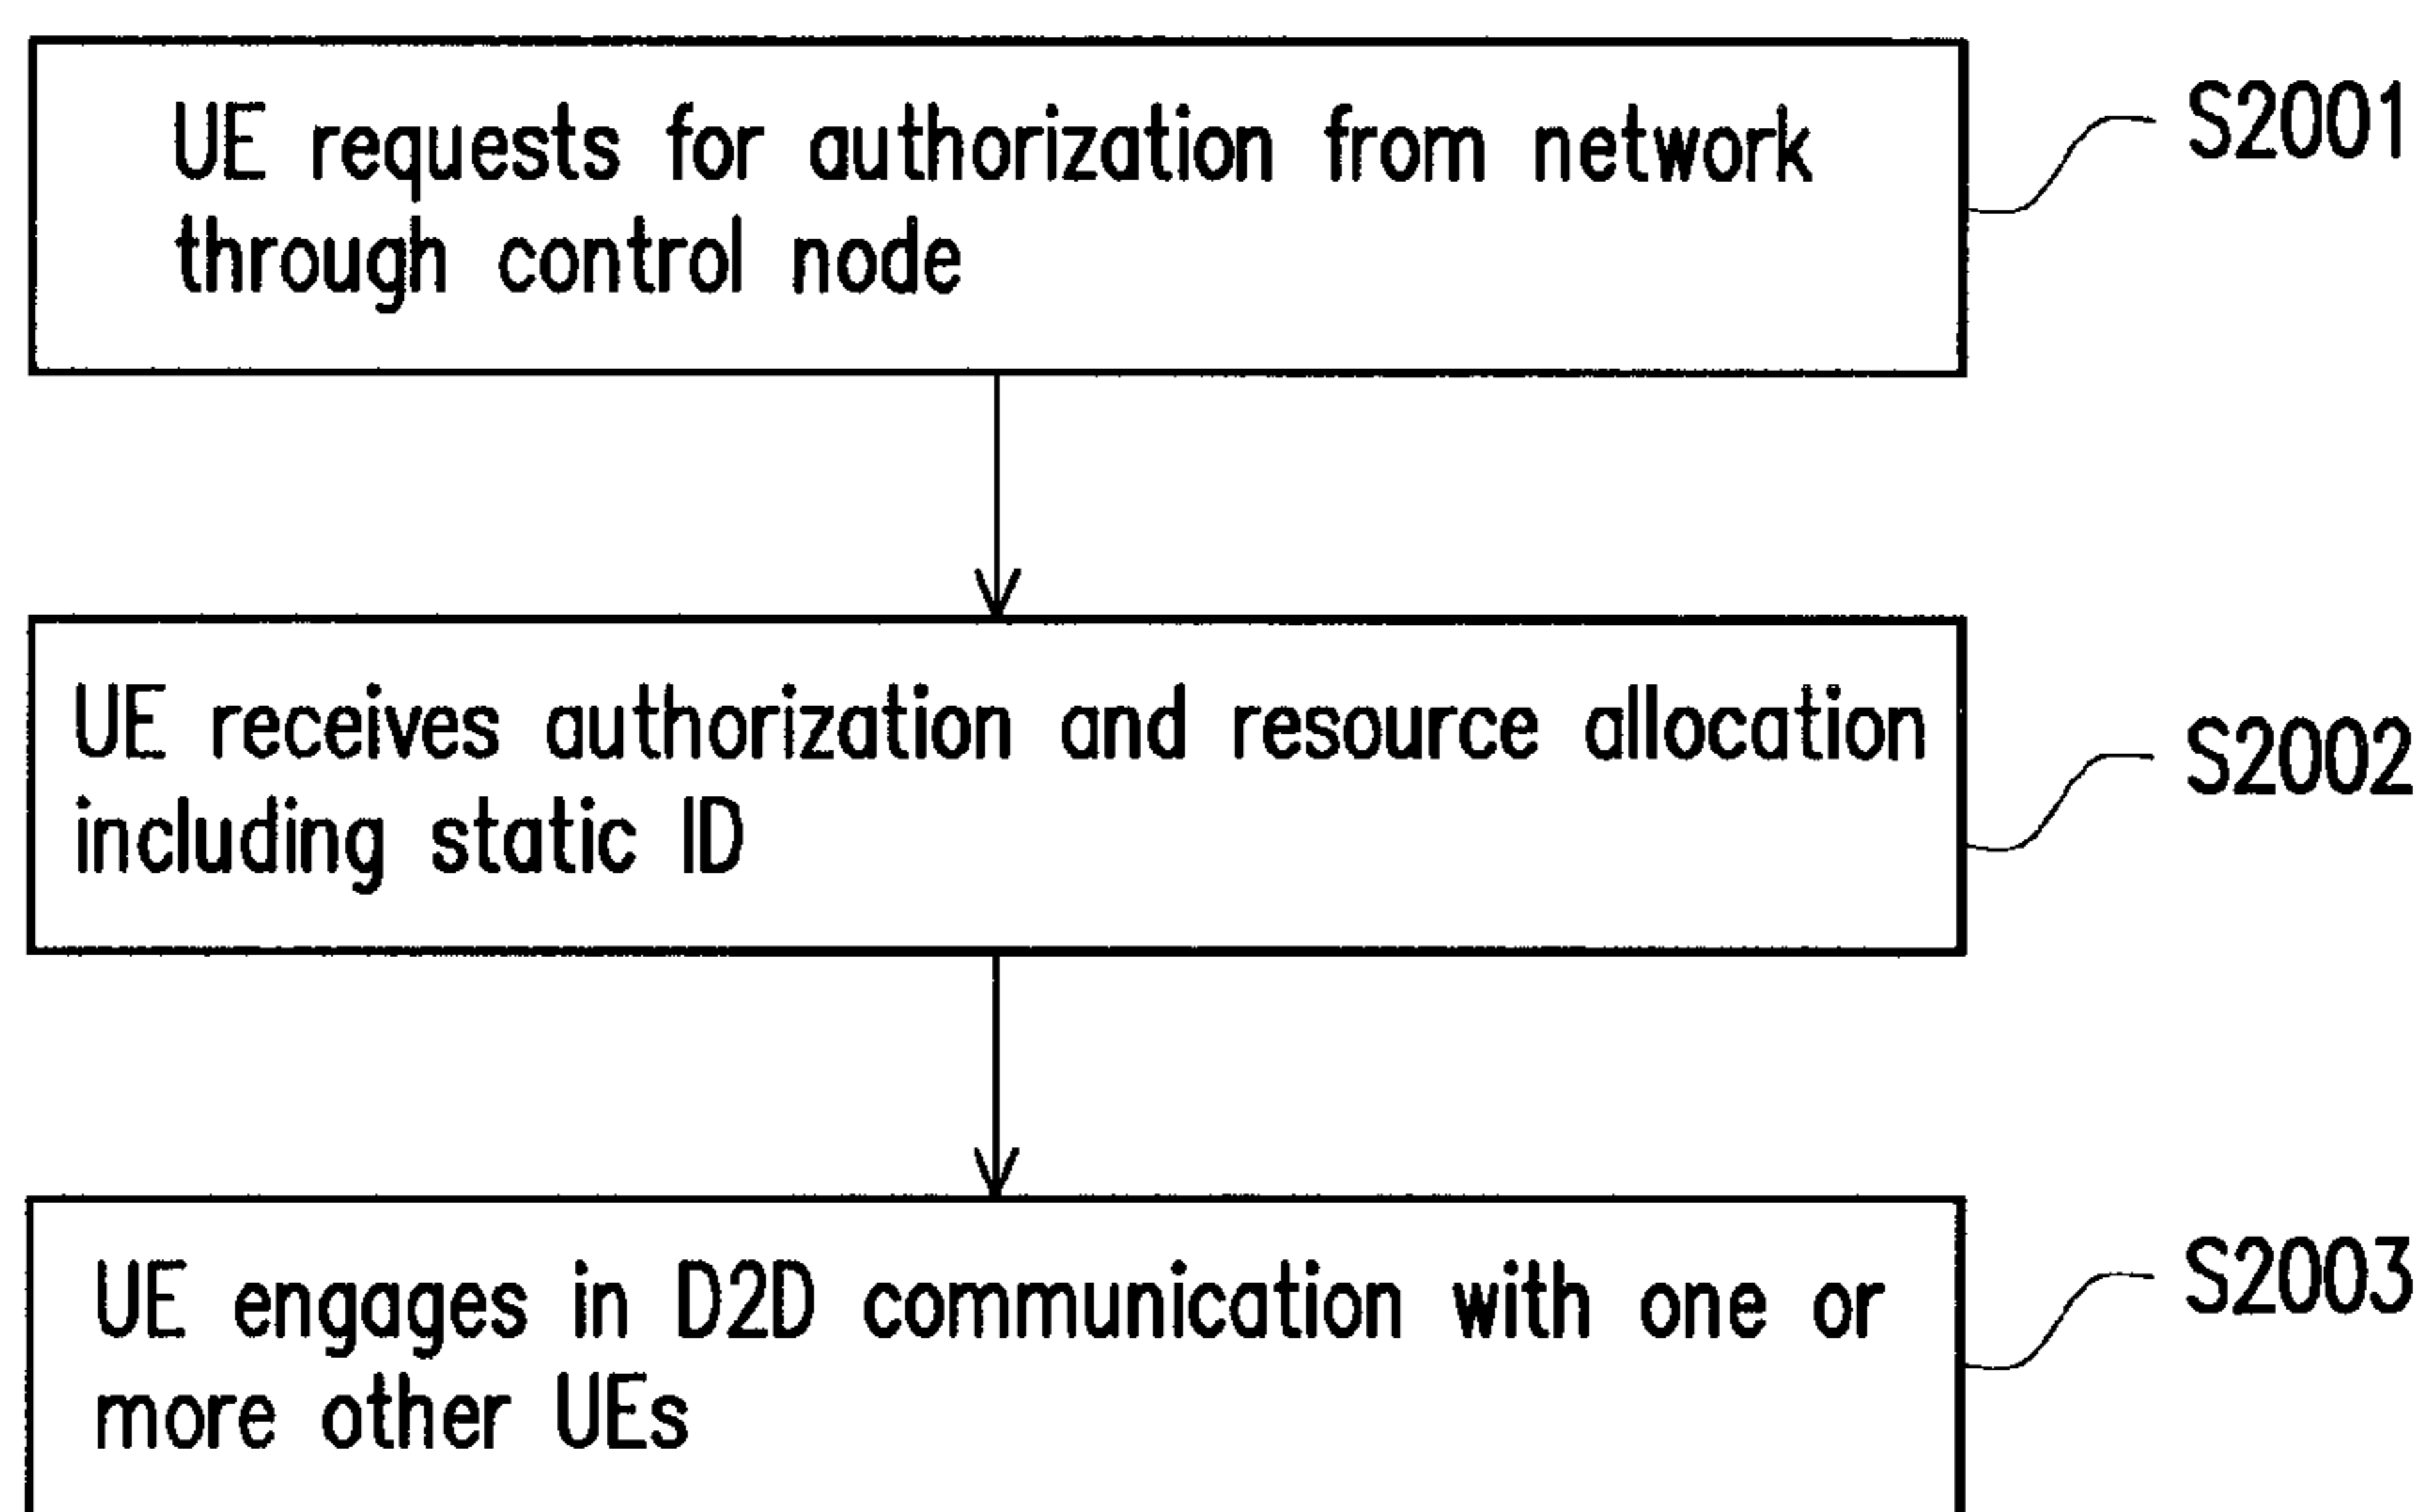 UE requests for authorization from network
through control node
S2001
UE receives authorization and resource allocation
including static ID
S2002
UE engages in D2D communication with one or
more other UEs
S2003